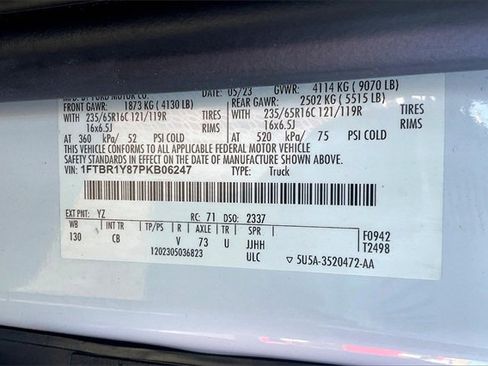 MFD. BY FORD MOTOR CO. DATE: 05/23 GVWR: 4114 KG (9070 LB)
FRONT GAWR: 1873 KG (4130 LB) REAR GAWR: 2502 KG (5515 LB)
WITH 235/65R16C 121/119R TIRES WITH 235/65R16C 121/119R TIRES
16x6.5J RIMS 16x6.5J RIMS
AT 360 kPa/ 52 PSI COLD AT 520 kPa/ 75 PSI COLD
THIS VEHICLE CONFORMS TO ALL APPLICABLE FEDERAL MOTOR VEHICLE
SAFETY STANDARDS IN EFFECT ON THE DATE OF MANUFACTURE SHOWN ABOVE.
VIN: 1FTBR1Y87PKB06247 TYPE: Truck
EXT PNT: YZ RC: 71 DSO: 2337
WB INT TR TP/PS R AXLE TR SPR F0942
130 CB V 73 U JJHH T2498
1202305036823 ULC ▽ 5U5A-3520472-AA